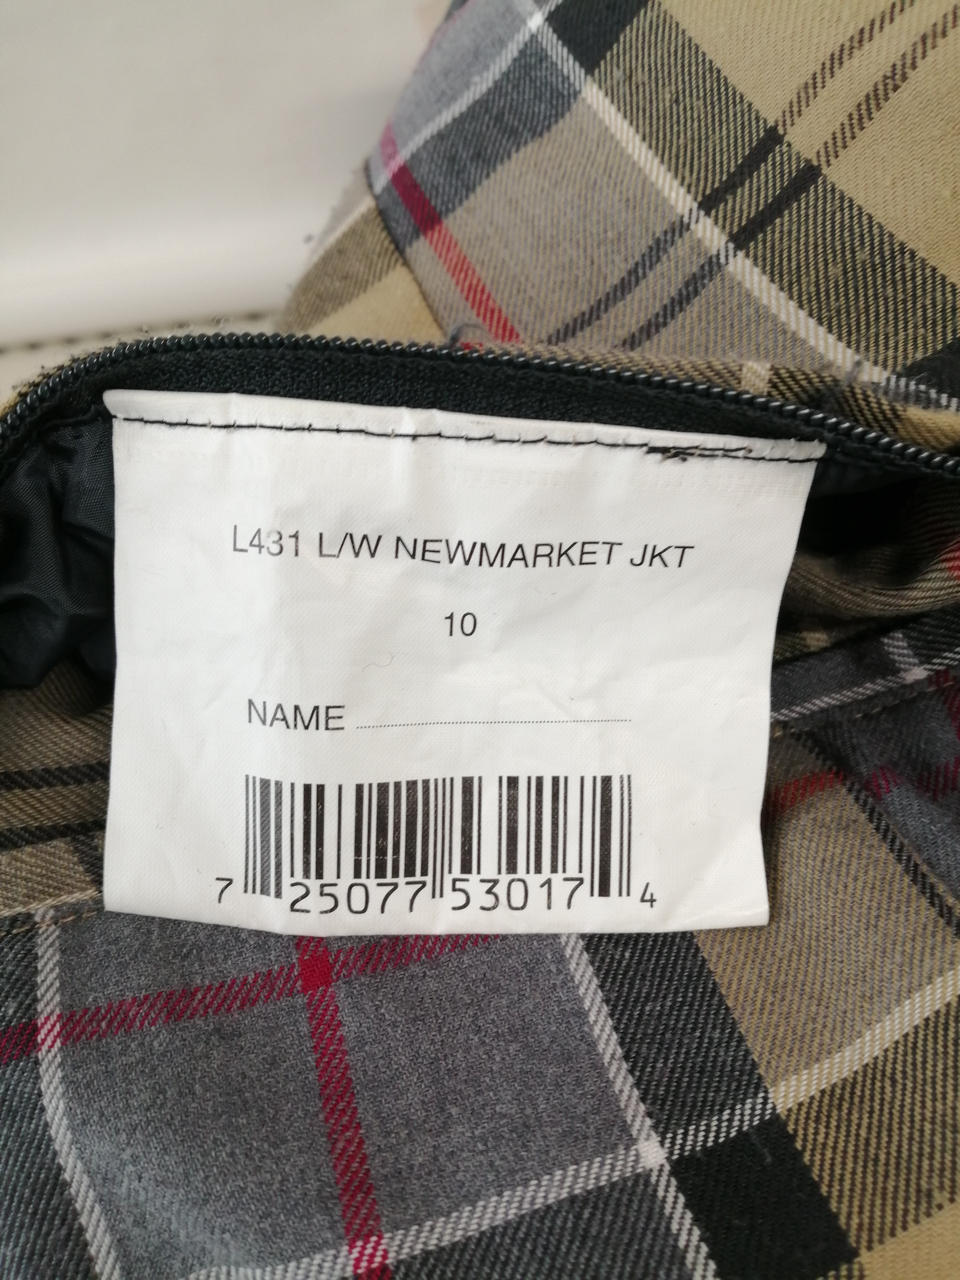 L431 L/W NEWMARKET JKT
10
NAME
7 25077 53017 4